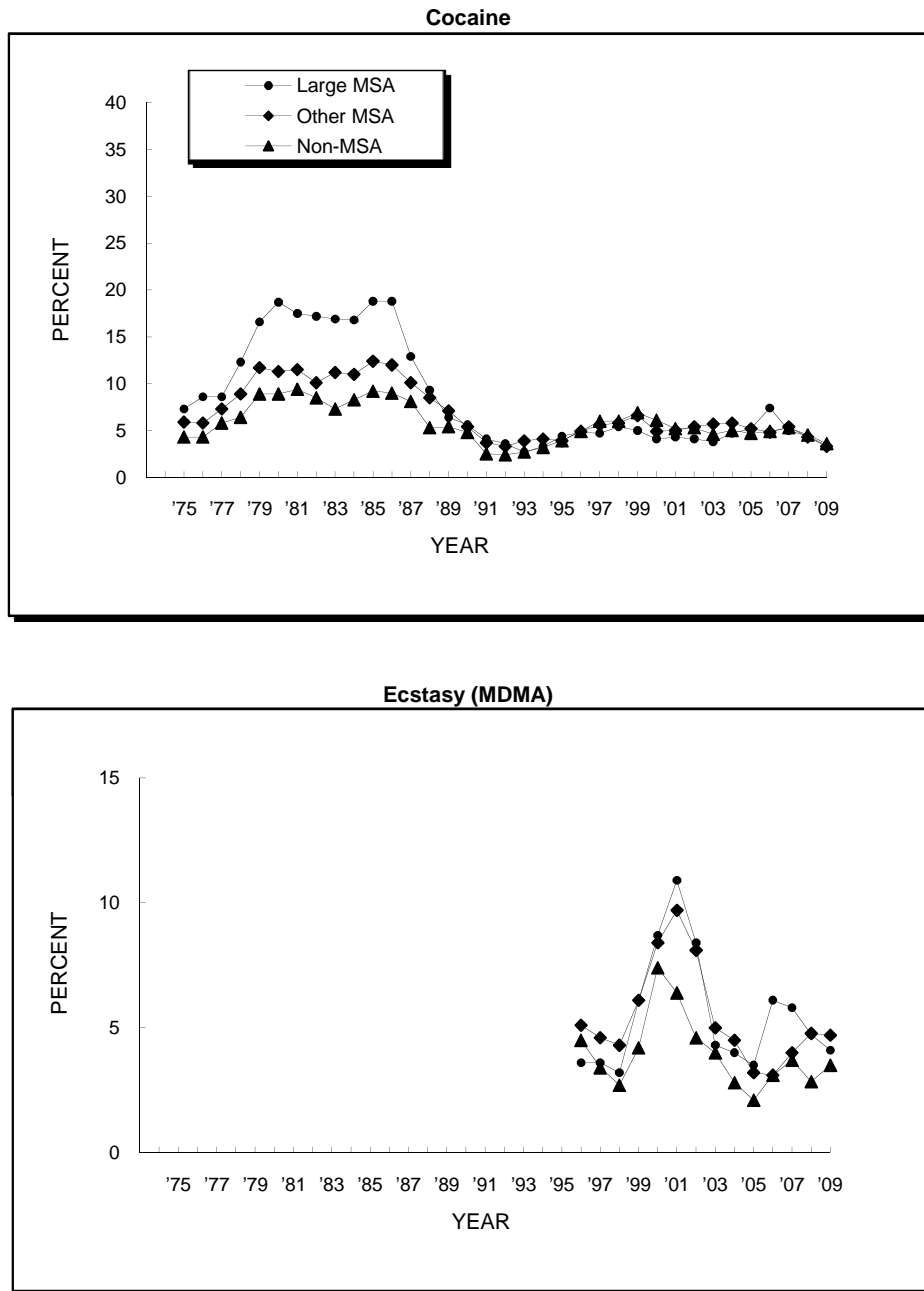 Cocaine
Large MSA
Other MSA
Non-MSA
40
35
30
25
20
15
10
5
0
PERCENT
’75 ’77 ’79 ’81 ’83 ’85 ’87 ’89 ’91 ’93 ’95 ’97 ’99 ’01 ’03 ’05 ’07 ’09
YEAR
Ecstasy (MDMA)
15
10
5
0
PERCENT
’75 ’77 ’79 ’81 ’83 ’85 ’87 ’89 ’91 ’93 ’95 ’97 ’99 ’01 ’03 ’05 ’07 ’09
YEAR